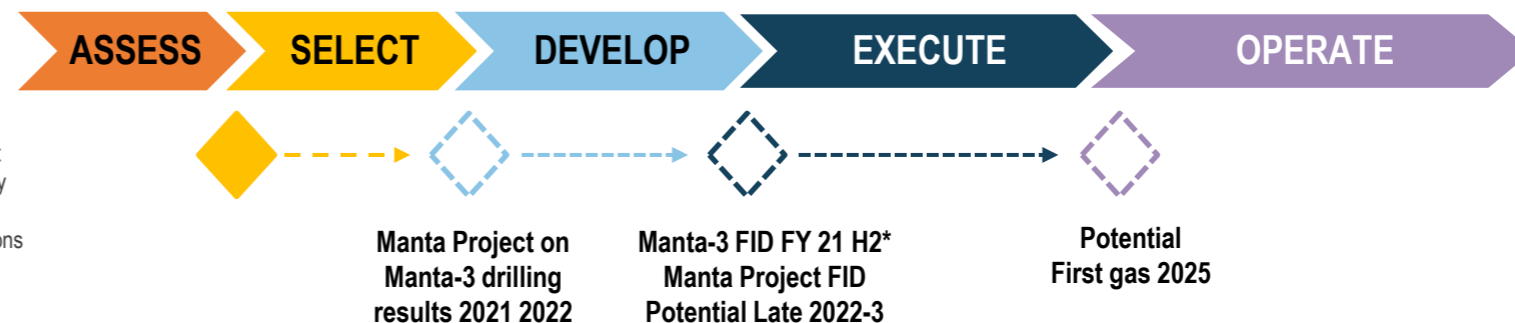 ASSESS
SELECT
DEVELOP
EXECUTE
OPERATE
Manta Project on
Manta-3 drilling
results 2021 2022
Manta-3 FID FY 21 H2*
Manta Project FID
Potential Late 2022-3
Potential
First gas 2025